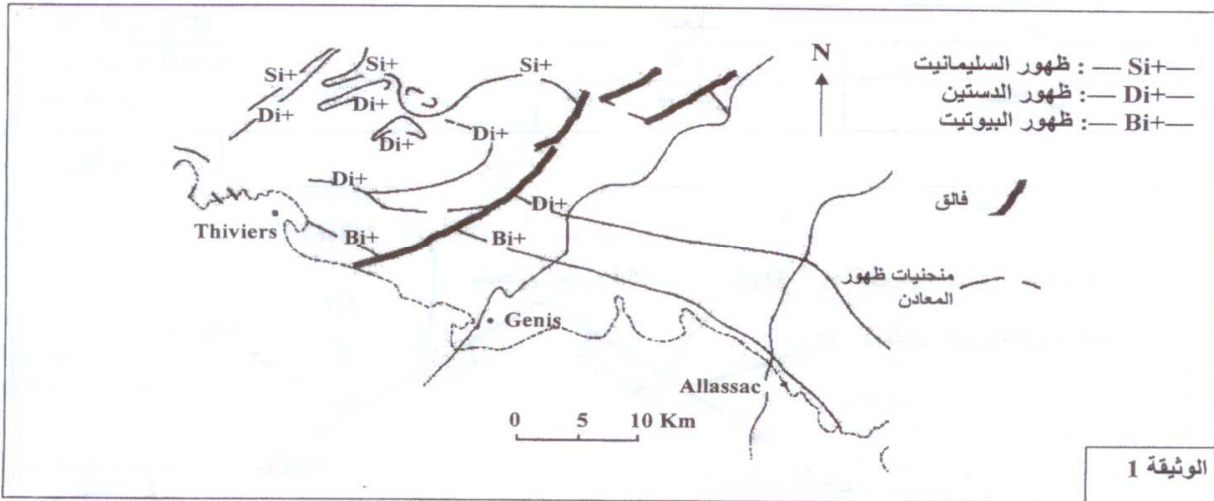 Si+ Si+ Si+
Di+ Di+
Di+ Di+
Di+
Di+
Thiviers
Bi+ Bi+
Genis
Allassac
0 5 10 Km
N
— Si+— : ظهور السليمانيت
— Di+—: ظهور الدستين
— Bi+—: ظهور البيوتيت
فالق
منحنيات ظهور
المعادن
الوثيقة 1